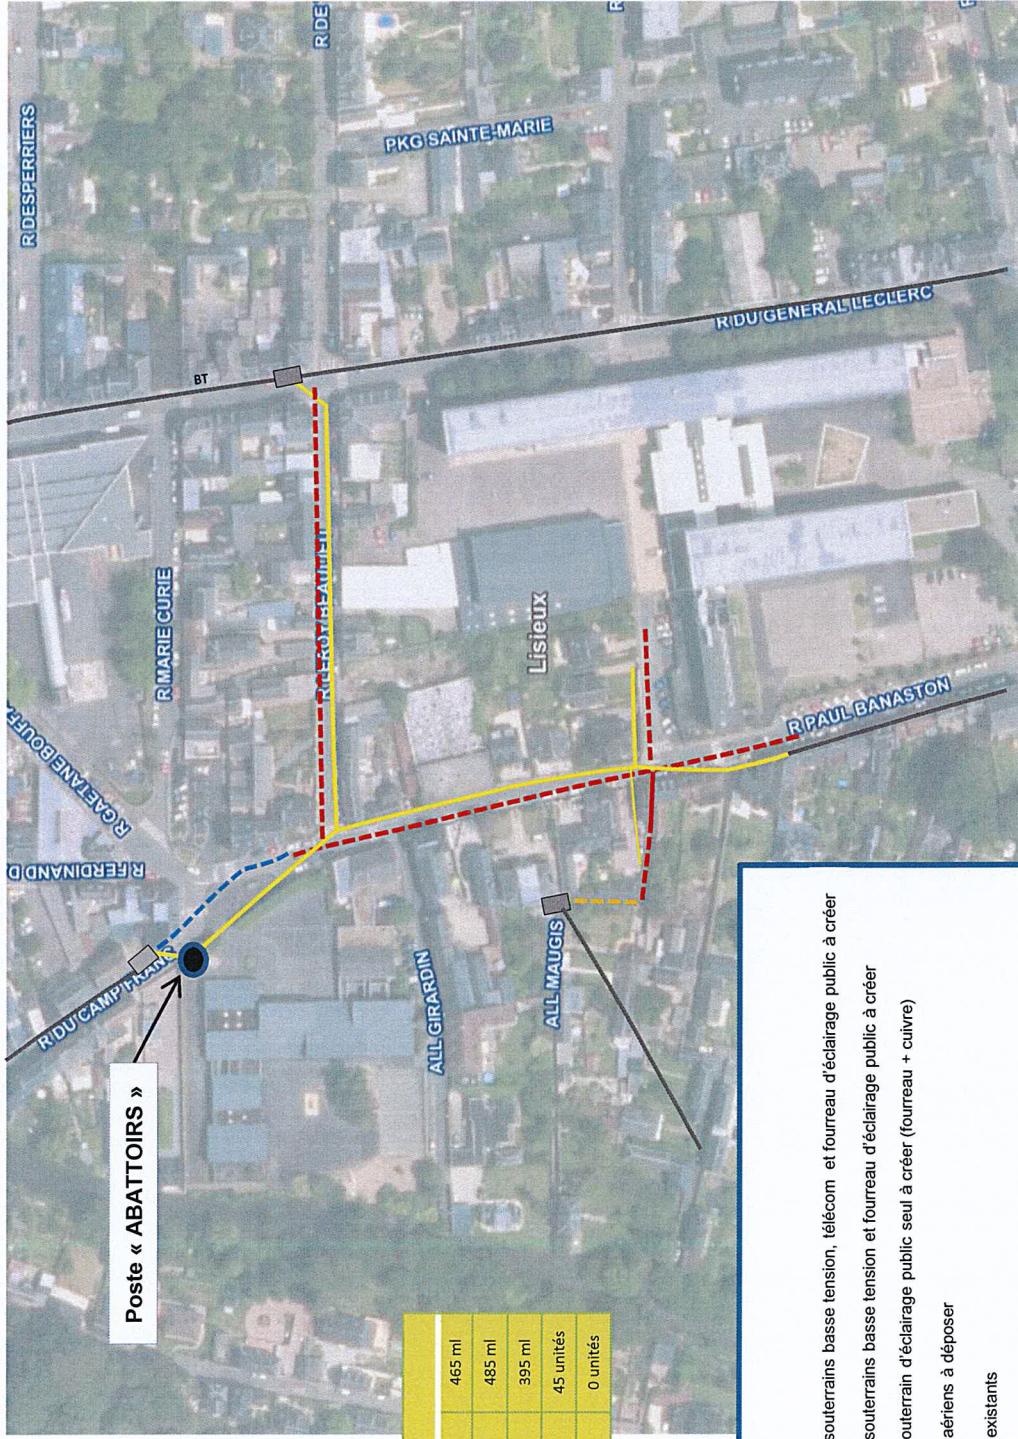 R DESPERRIERS
R DE
R
R
PKG SAINTE-MARIE
BT
R DU GENERAL LECLERC
R MARIE CURIE
R GAETANE BOUFF
R FERDINAND D
R LEROY BEAULIEU
Lisieux
R PAUL BANASTON
R DU CAMP FRANC
ALL GIRARDIN
ALL MAUGIS
Poste « ABATTOIRS »
465 ml
485 ml
395 ml
45 unités
0 unités
souterrains basse tension, télécom et fourreau d'éclairage public à créer
souterrains basse tension et fourreau d'éclairage public à créer
outerrain d'éclairage public seul à créer (fourreau + cuivre)
aériens à déposer
existants